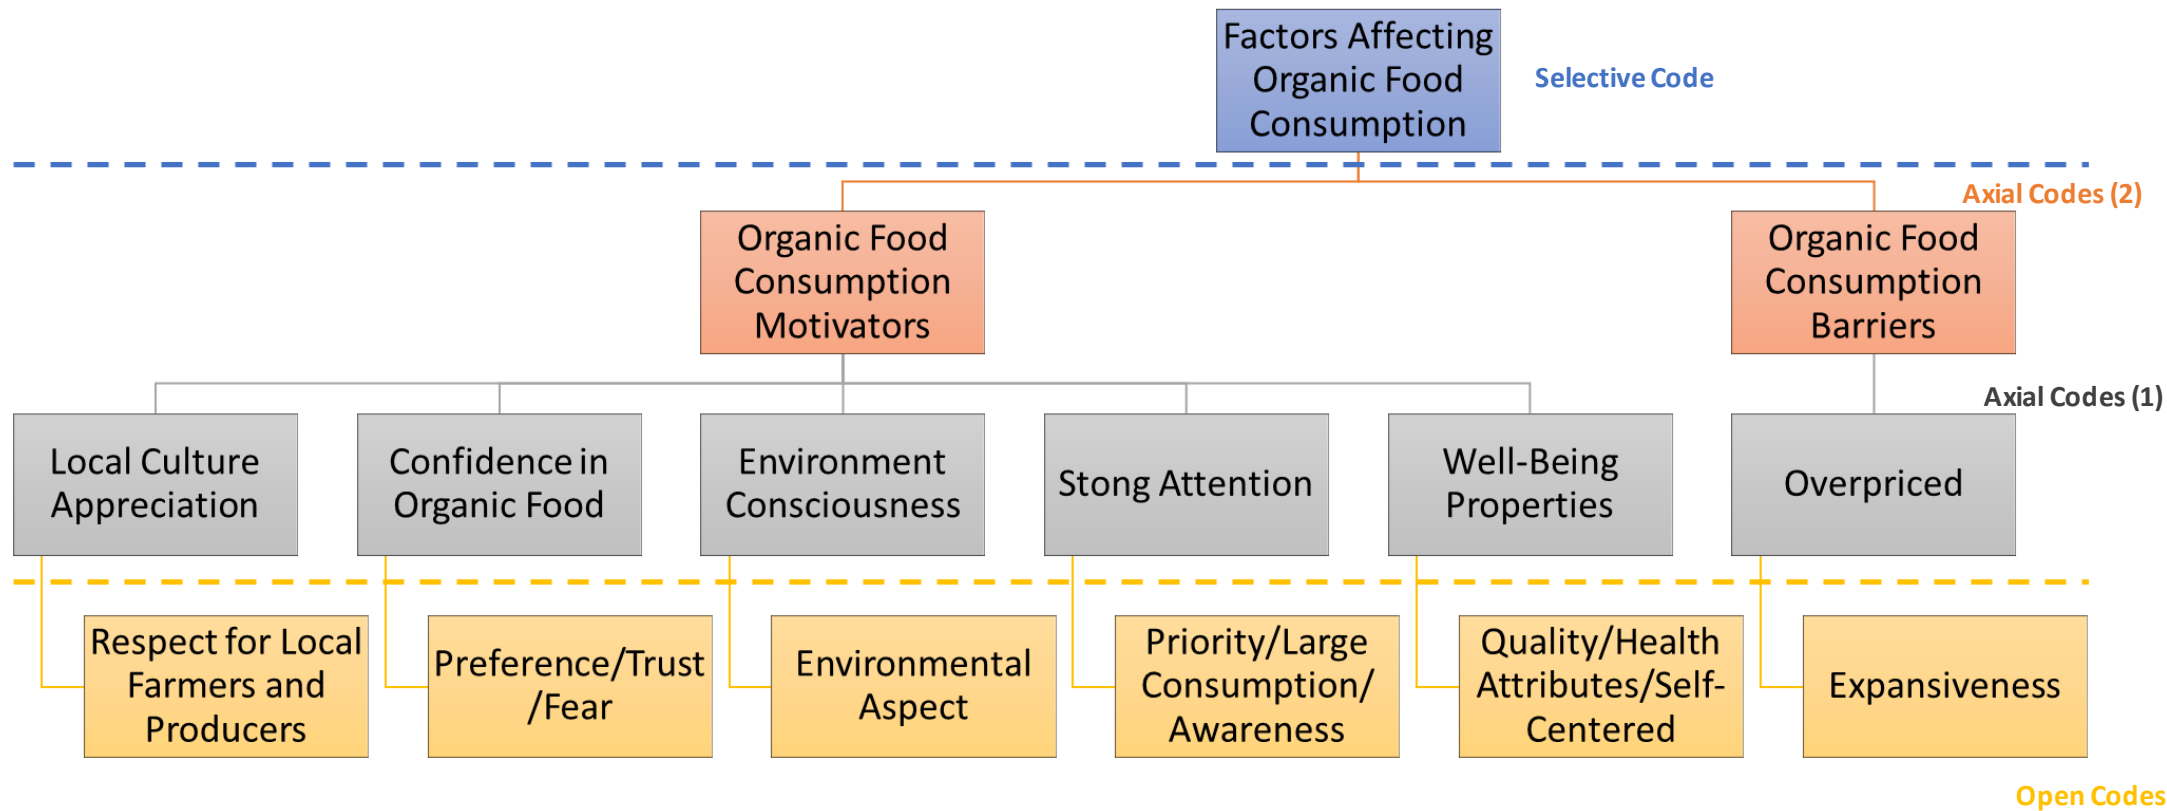 Factors Affecting
Organic Food
Consumption
Selective Code
Axial Codes (2)
Organic Food
Consumption
Motivators
Organic Food
Consumption
Barriers
Axial Codes (1)
Local Culture
Appreciation
Confidence in
Organic Food
Environment
Consciousness
Stong Attention
Well-Being
Properties
Overpriced
Respect for Local
Farmers and
Producers
Preference/Trust
/Fear
Environmental
Aspect
Priority/Large
Consumption/
Awareness
Quality/Health
Attributes/Self-
Centered
Expansiveness
Open Codes